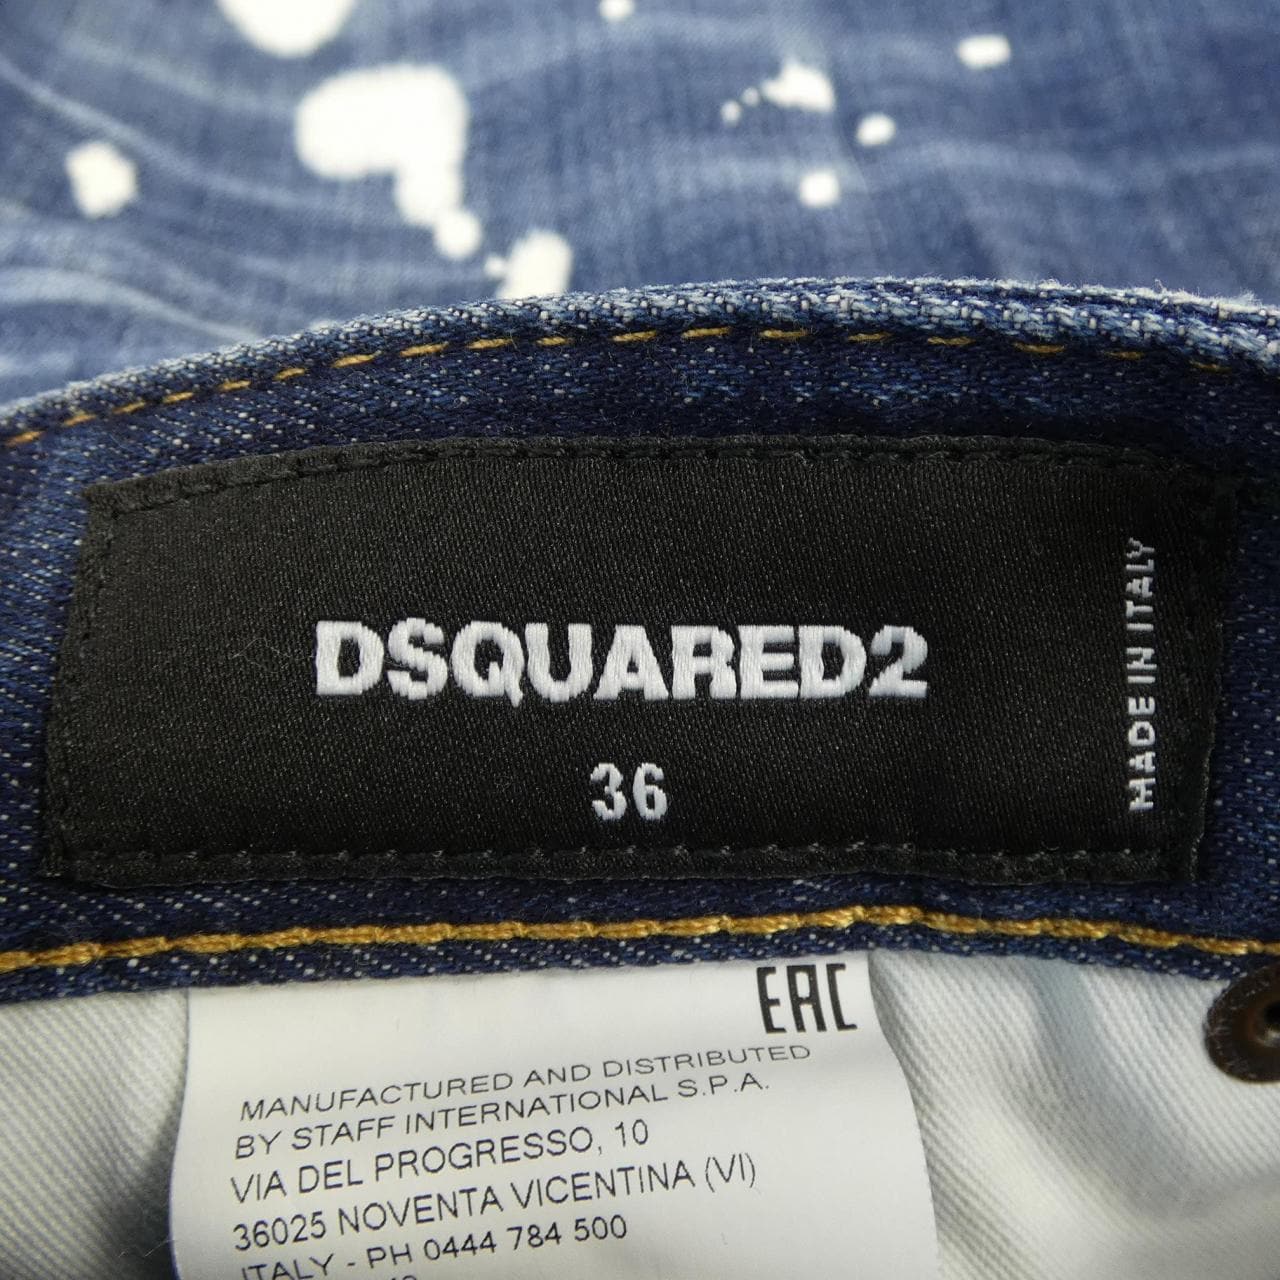 DSQUARED2
36
MADE IN ITALY
EAC
MANUFACTURED AND DISTRIBUTED
BY STAFF INTERNATIONAL S.P.A.
VIA DEL PROGRESSO, 10
36025 NOVENTA VICENTINA (VI)
ITALY - PH 0444 784 500